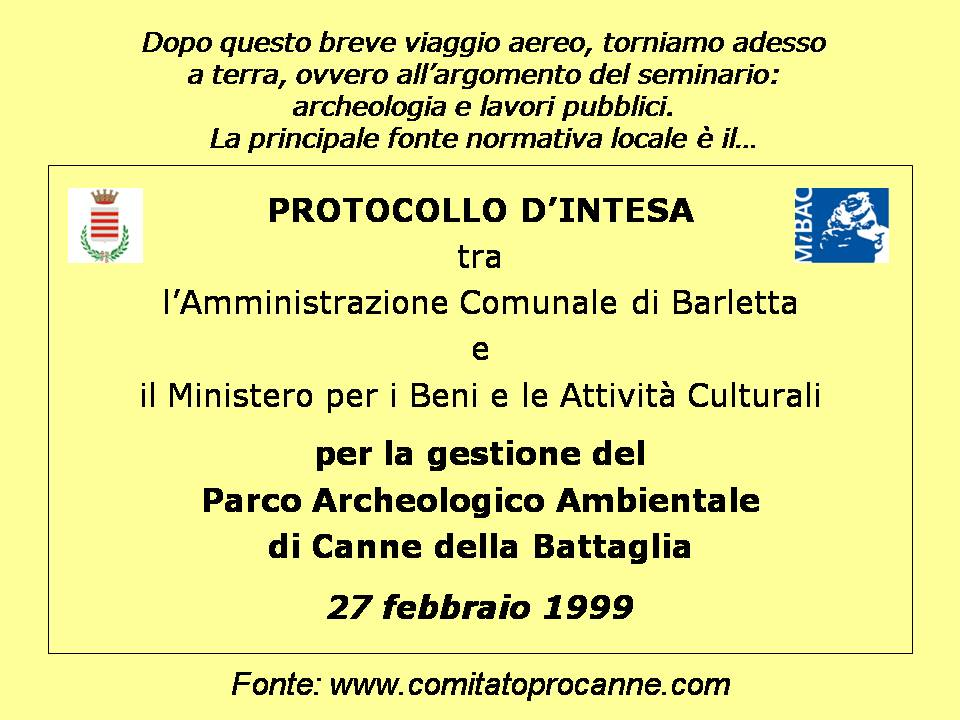 Dopo questo breve viaggio aereo, torniamo adesso
a terra, ovvero all’argomento del seminario:
archeologia e lavori pubblici.
La principale fonte normativa locale è il…
PROTOCOLLO D’INTESA
MiBAC
tra
l’Amministrazione Comunale di Barletta
e
il Ministero per i Beni e le Attività Culturali
per la gestione del
Parco Archeologico Ambientale
di Canne della Battaglia
27 febbraio 1999
Fonte: www.comitatoprocanne.com